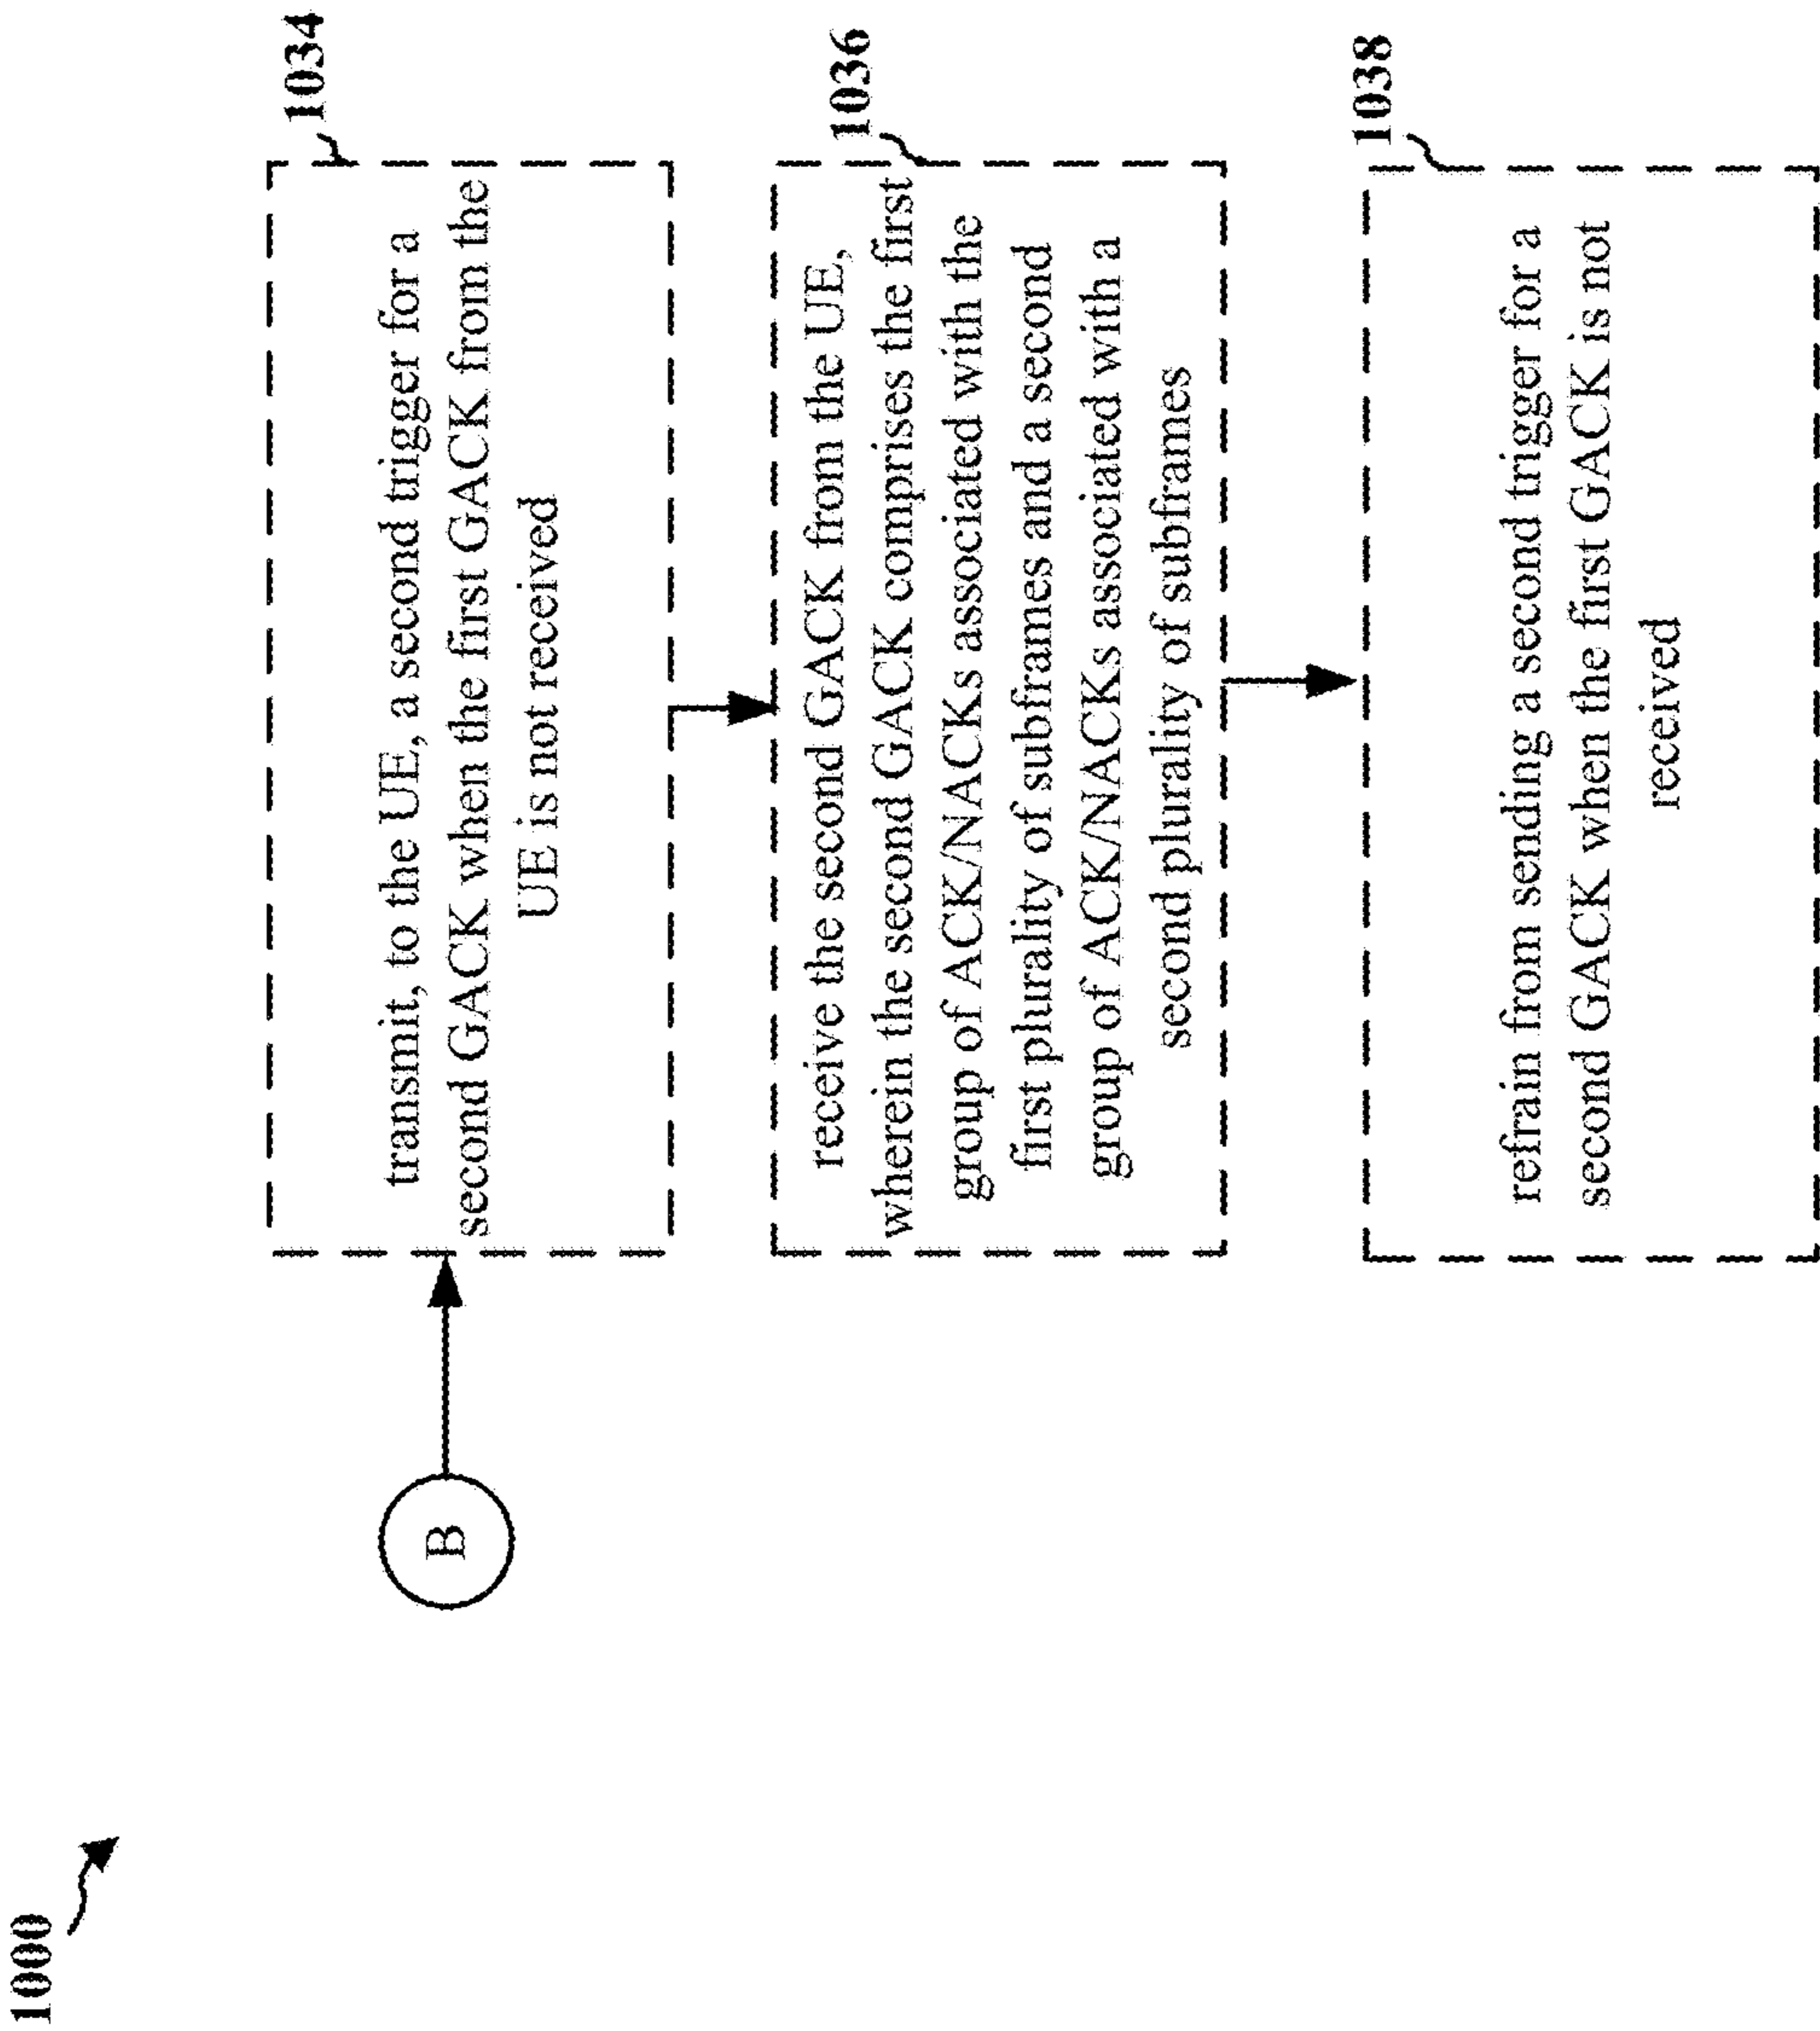 1000
B
1034
transmit, to the UE, a second trigger for a
second GACK when the first GACK from the
UE is not received
1036
receive the second GACK from the UE,
wherein the second GACK comprises the first
group of ACK/NACKs associated with the
first plurality of subframes and a second
group of ACK/NACKs associated with a
second plurality of subframes
1038
refrain from sending a second trigger for a
second GACK when the first GACK is not
received